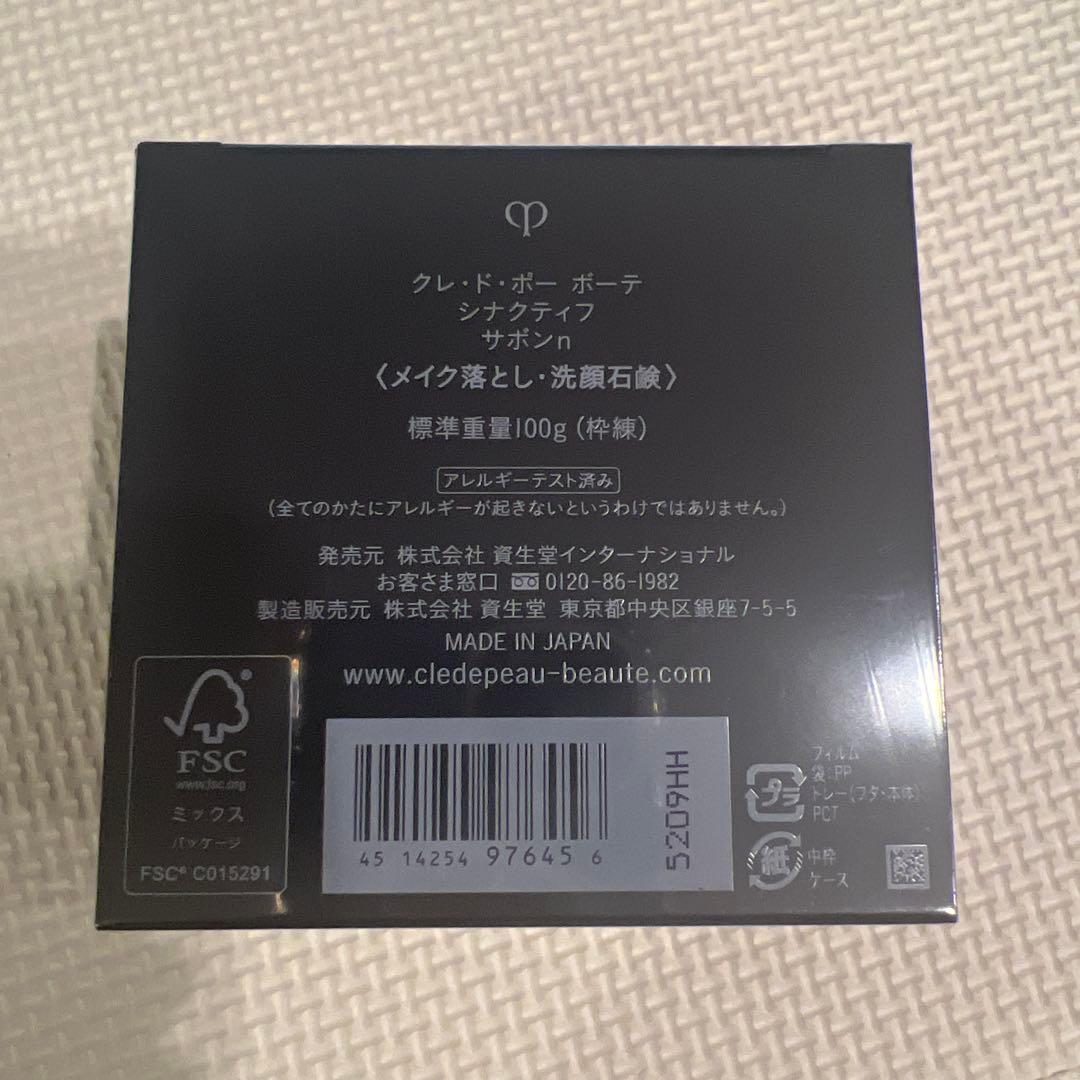 クレ・ド・ポー ボーテ
シナクティフ
サボンn
〈メイク落とし・洗顔石鹸〉
標準重量100g（枠練）
アレルギーテスト済み
（全てのかたにアレルギーが起きないというわけではありません。）
発売元 株式会社 資生堂インターナショナル
お客さま窓口 0120-86-1982
製造販売元 株式会社 資生堂 東京都中央区銀座7-5-5
MADE IN JAPAN
www.cledepeau-beaute.com
FSC
www.fsc.org
ミックス
パッケージ
FSC® C015291
45 14254 97645 6
5209HH
プラ
フィルム
袋:PP
トレー（フタ・本体）
PCT
紙
中枠
ケース